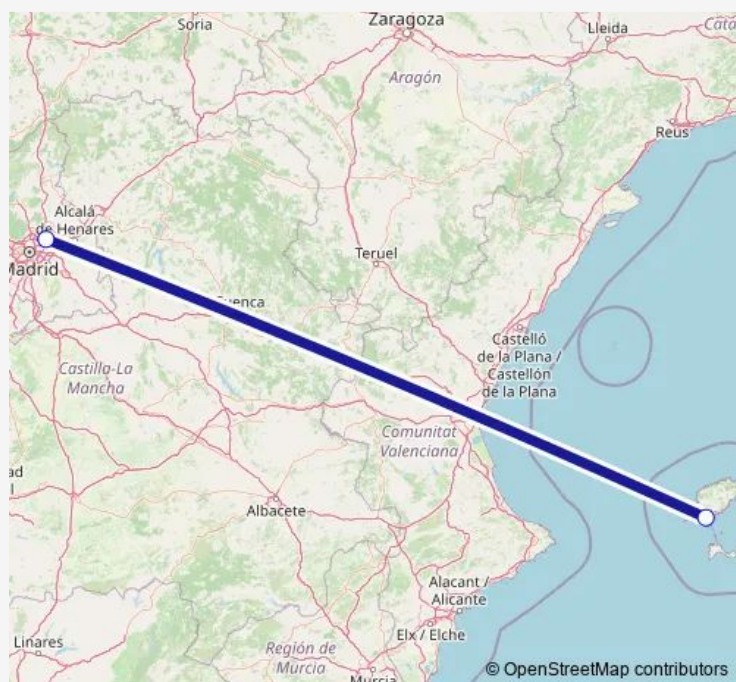 Soria
Zaragoza
Lleida
Cata
Aragón
Reus
Alcalá
de Henares
Madrid
Teruel
Cuenca
Castelló
de la Plana /
Castellón
de la Plana
Castilla-La
Mancha
Comunitat
Valenciana
ad
l
Albacete
Alacant /
Alicante
Elx / Elche
Linares
Región de
Murcia
Murcia
© OpenStreetMap contributors